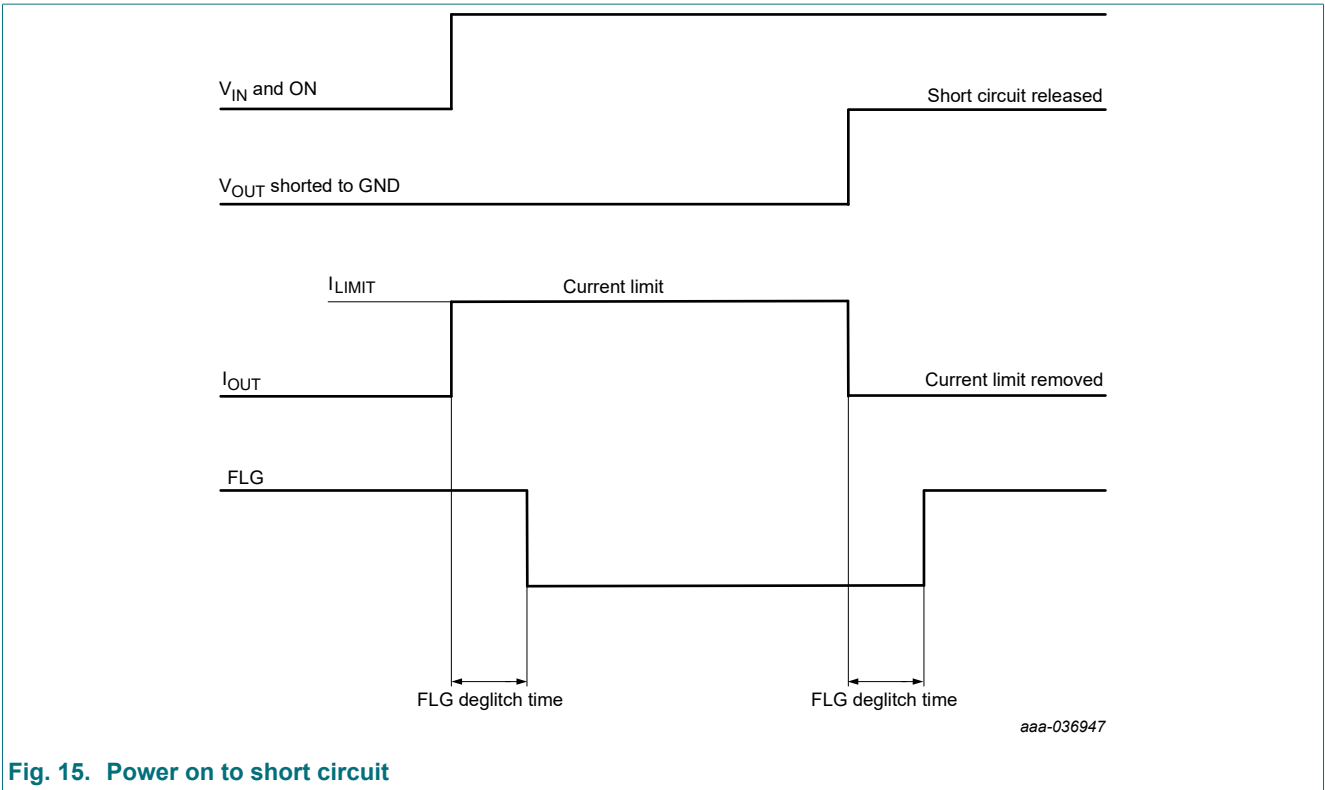 V_IN and ON
Short circuit released
V_OUT shorted to GND
I_LIMIT
Current limit
I_OUT
Current limit removed
FLG
FLG deglitch time
FLG deglitch time
aaa-036947
Fig. 15. Power on to short circuit